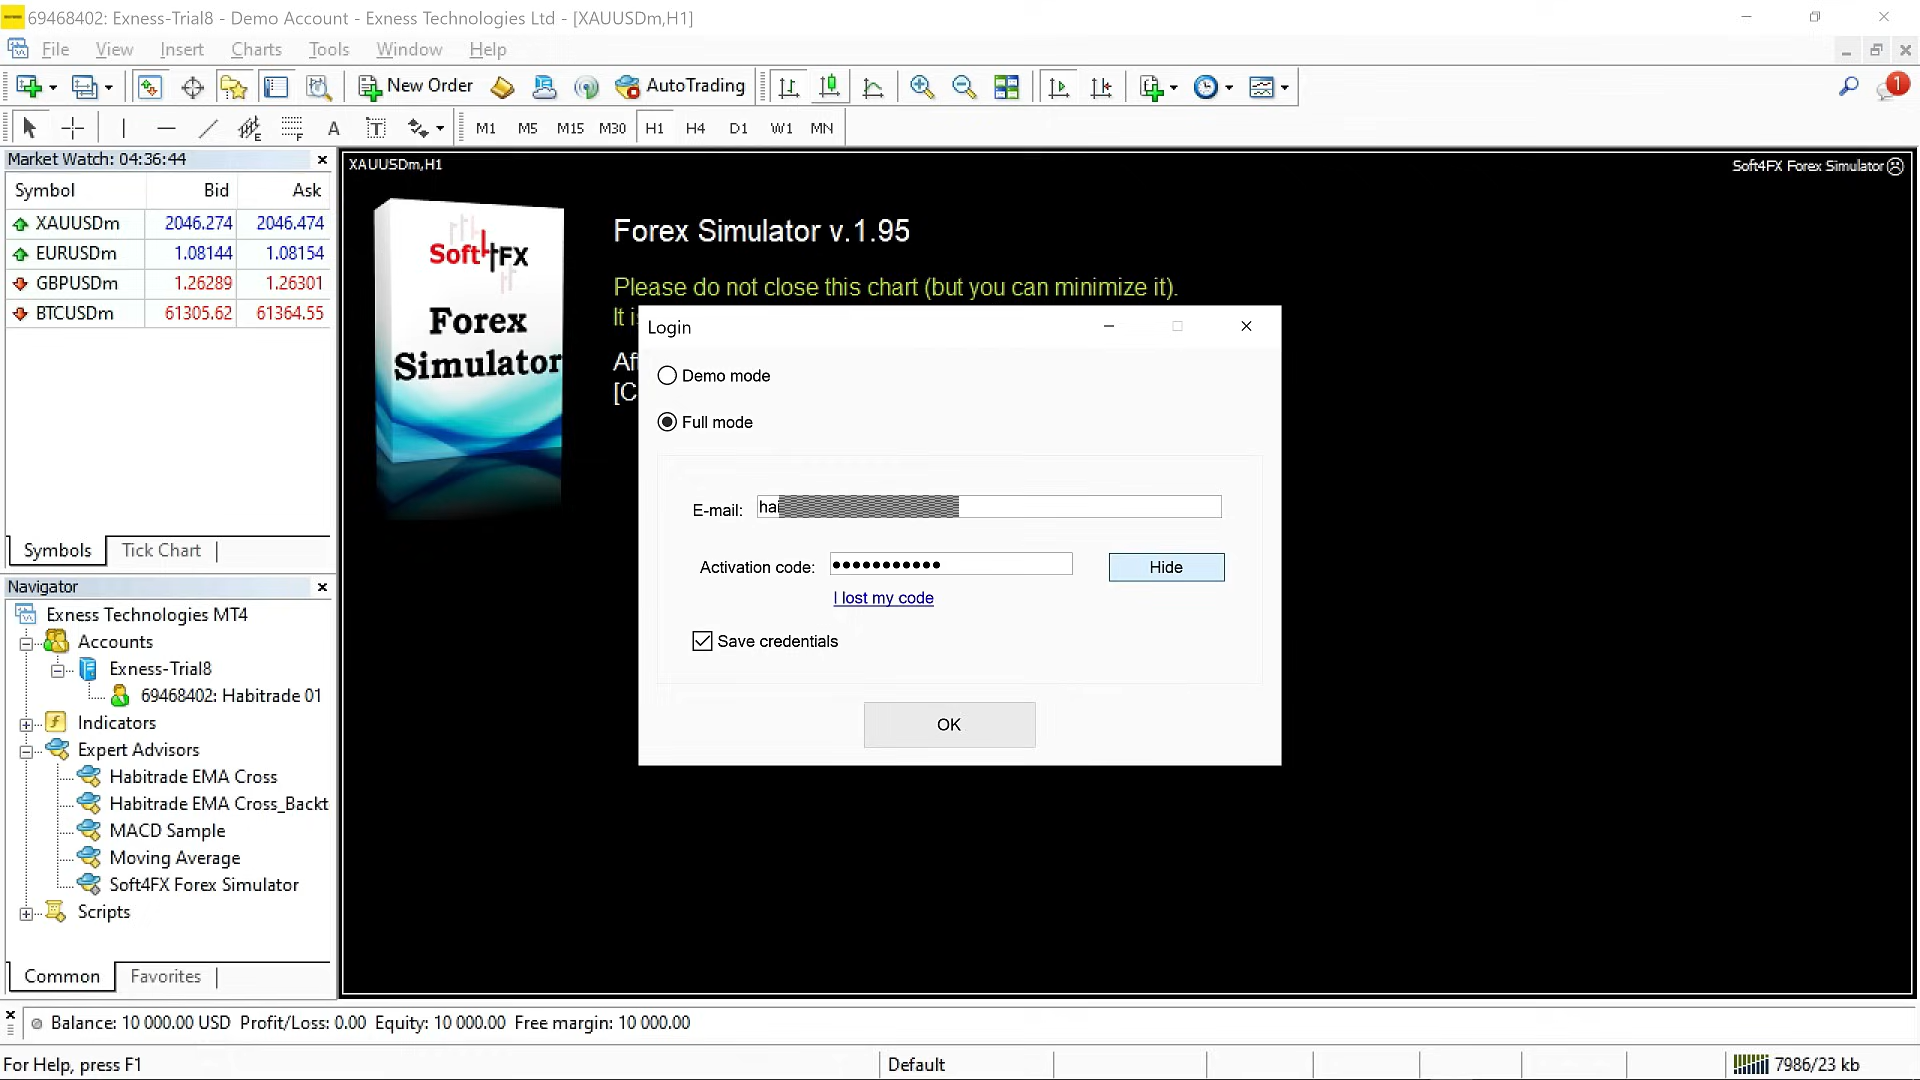 69468402: Exness-Trial8 - Demo Account - Exness Technologies Ltd - [XAUUSDm,H1]
File View Insert Charts Tools Window Help
New Order AutoTrading 1
A T E F M1 M5 M15 M30 H1 H4 D1 W1 MN
Market Watch: 04:36:44
Symbol Bid Ask
XAUUSDm 2046.274 2046.474
EURUSDm 1.08144 1.08154
GBPUSDm 1.26289 1.26301
BTCUSDm 61305.62 61364.55
Symbols Tick Chart
Navigator
Exness Technologies MT4
Accounts
Exness-Trial8
69468402: Habitrade 01
Indicators
Expert Advisors
Habitrade EMA Cross
Habitrade EMA Cross_Backt
MACD Sample
Moving Average
Soft4FX Forex Simulator
Scripts
Common Favorites
XAUUSDm,H1
Soft4FX Forex Simulator
Soft4FX
Forex
Simulator
Forex Simulator v.1.95
Please do not close this chart (but you can minimize it).
It
Login
Demo mode
Full mode
E-mail: ha
Activation code: ●●●●●●●●●●●
Hide
I lost my code
Save credentials
OK
Balance: 10 000.00 USD Profit/Loss: 0.00 Equity: 10 000.00 Free margin: 10 000.00
For Help, press F1
Default
7986/23 kb